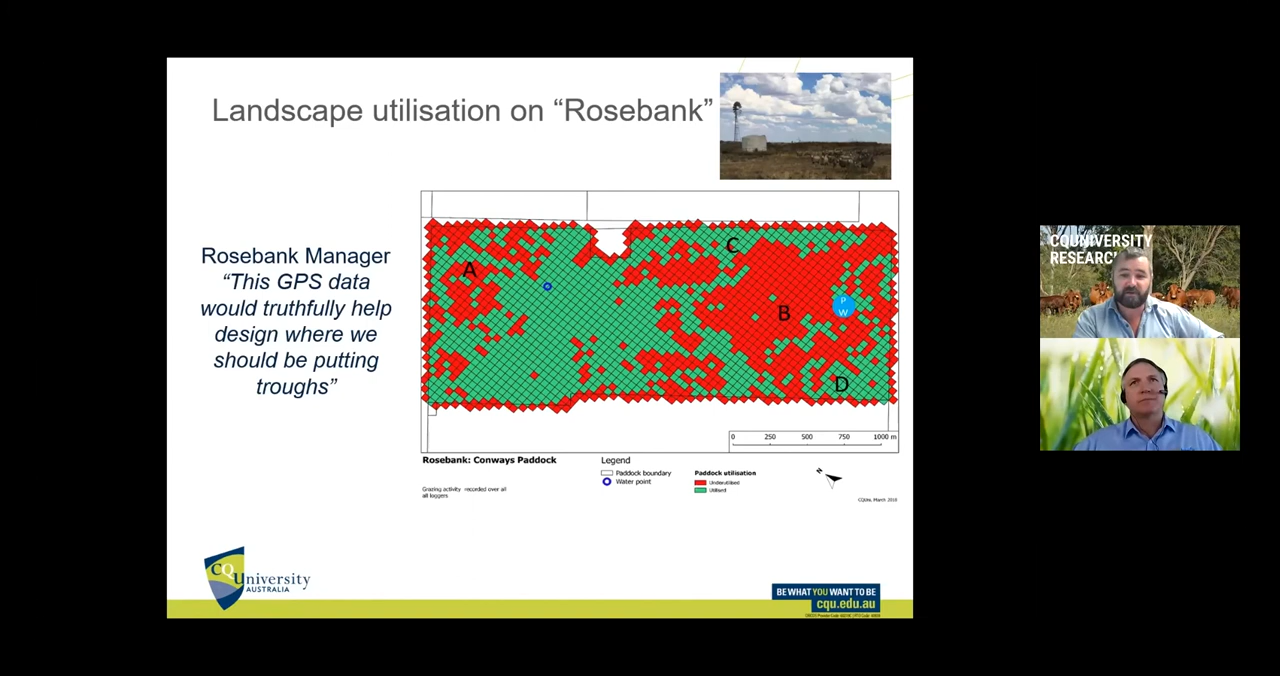 Landscape utilisation on “Rosebank”
Rosebank Manager
“This GPS data
would truthfully help
design where we
should be putting
troughs”
A
C
B
D
P
W
0 250 500 750 1000 m
Rosebank: Conways Paddock
Grazing activity recorded over all
all loggers
Legend
Paddock boundary
Water point
Paddock utilisation
Underutilised
Utilised
N
CQUni, March 2018
CQUniversity
AUSTRALIA
BE WHAT YOU WANT TO BE
cqu.edu.au
CQUNIVERSITY
RESEARCH